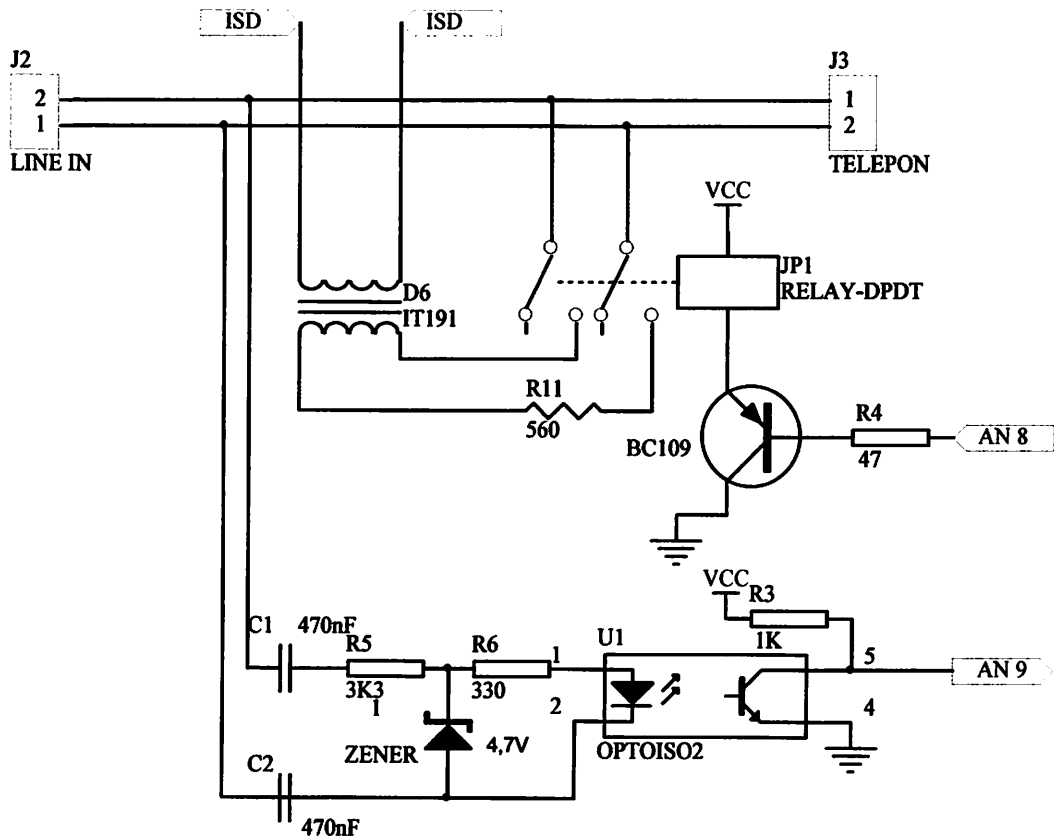 ISD
ISD
J2
2
1
LINE IN
J3
1
2
TELEPON
VCC
JP1
RELAY-DPDT
D6
IT191
R11
560
BC109
R4
47
AN 8
VCC
R3
1K
C1
470nF
R5
3K3
1
R6
330
1
2
U1
5
4
AN 9
OPTOISO2
ZENER
4,7V
C2
470nF